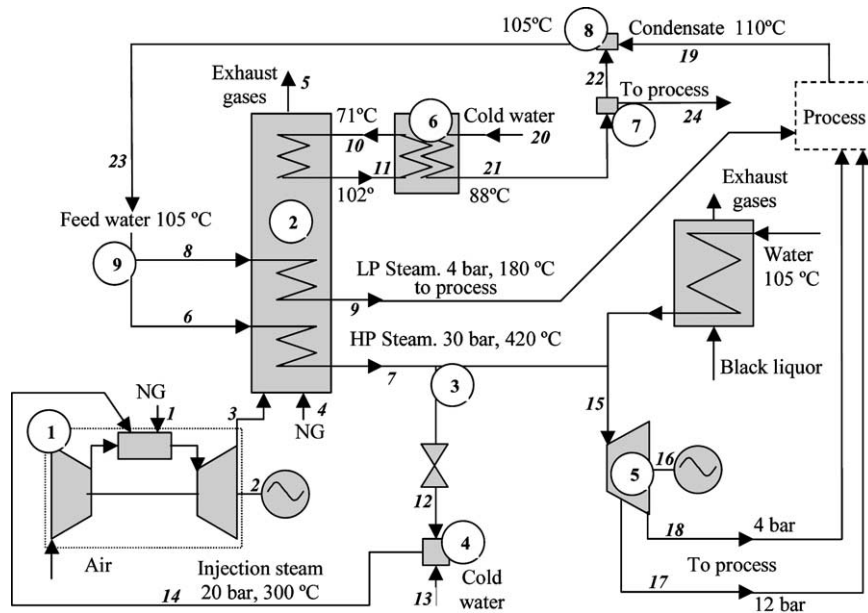 105ºC
8
Condensate 110ºC
19
Exhaust
gases
5
22
To process
24
7
71ºC
10
6
Cold water
20
Process
23
11
21
102º
88ºC
Exhaust
gases
2
Feed water 105 ºC
9
8
LP Steam. 4 bar, 180 ºC
to process
9
Water
105 ºC
6
HP Steam. 30 bar, 420 ºC
7
3
Black liquor
NG
1
3
4
NG
15
1
2
5
16
12
4
18
4 bar
Air
Injection steam
20 bar, 300 ºC
14
13
Cold
water
To process
17
12 bar